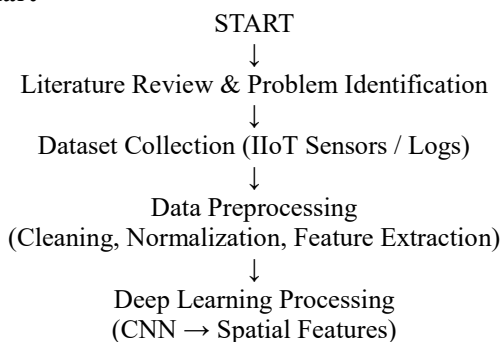 START
↓
Literature Review & Problem Identification
↓
Dataset Collection (IIoT Sensors / Logs)
↓
Data Preprocessing
(Cleaning, Normalization, Feature Extraction)
↓
Deep Learning Processing
(CNN → Spatial Features)